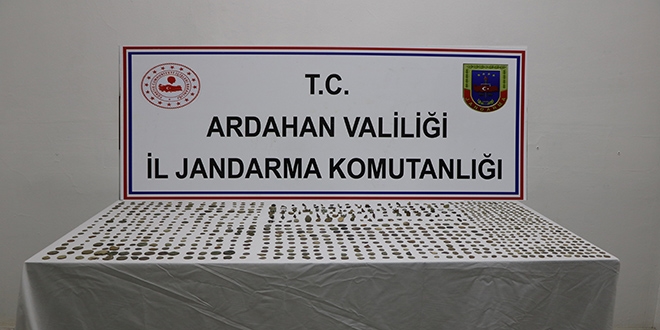 T.C.
ARDAHAN VALİLİĞİ
İL JANDARMA KOMUTANLIĞI